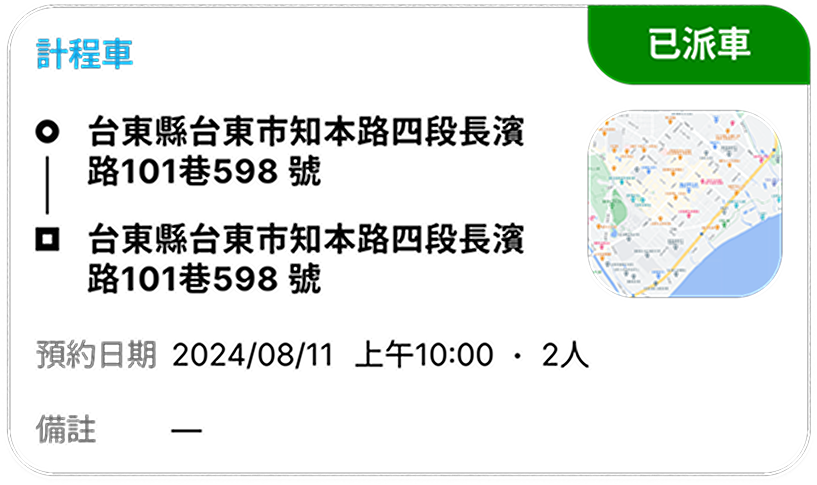 計程車
已派車
台東縣台東市知本路四段長濱
路101巷598 號
台東縣台東市知本路四段長濱
路101巷598 號
預約日期 2024/08/11 上午10:00 · 2人
備註 —